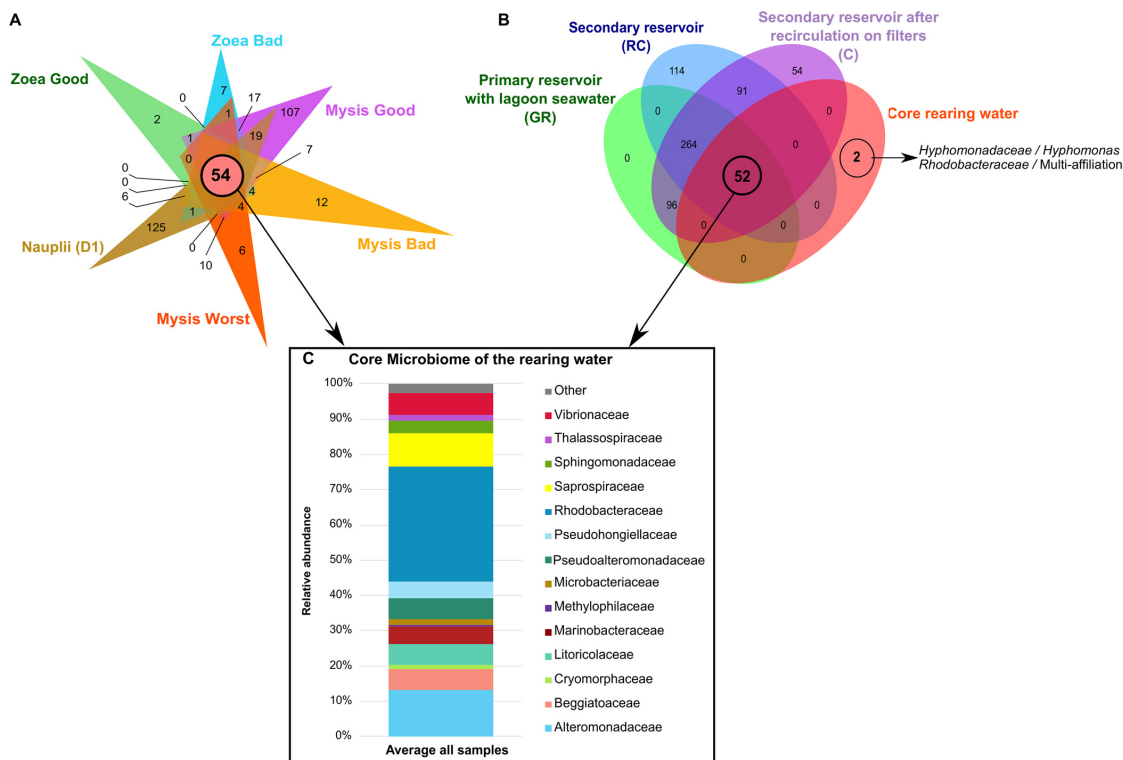 A
Zoea Bad
Zoea Good
Mysis Good
Mysis Bad
Nauplii (D1)
Mysis Worst
0
7
17
107
2
1
1
19
7
0
54
0
0
6
4
4
12
1
125
0
10
6
B
Secondary reservoir
(RC)
Secondary reservoir after
recirculation on filters
(C)
Primary reservoir
with lagoon seawater
(GR)
Core rearing water
114
54
91
0
0
264
0
0
52
2
96
0
0
0
Hyphomonadaceae / Hyphomonas
Rhodobacteraceae / Multi-affiliation
C Core Microbiome of the rearing water
Relative abundance
100%
90%
80%
70%
60%
50%
40%
30%
20%
10%
0%
Average all samples
Other
Vibrionaceae
Thalassospiraceae
Sphingomonadaceae
Saprospiraceae
Rhodobacteraceae
Pseudohongiellaceae
Pseudoalteromonadaceae
Microbacteriaceae
Methylophilaceae
Marinobacteraceae
Litoricolaceae
Cryomorphaceae
Beggiatoaceae
Alteromonadaceae